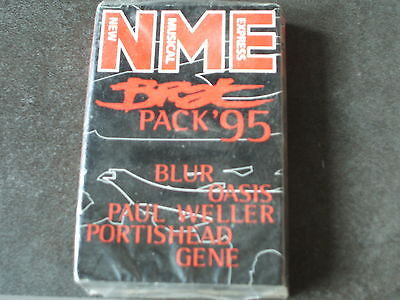 NEW
NME
MUSICAL
EXPRESS
Brat
PACK '95
BLUR
OASIS
PAUL WELLER
PORTISHEAD
GENE